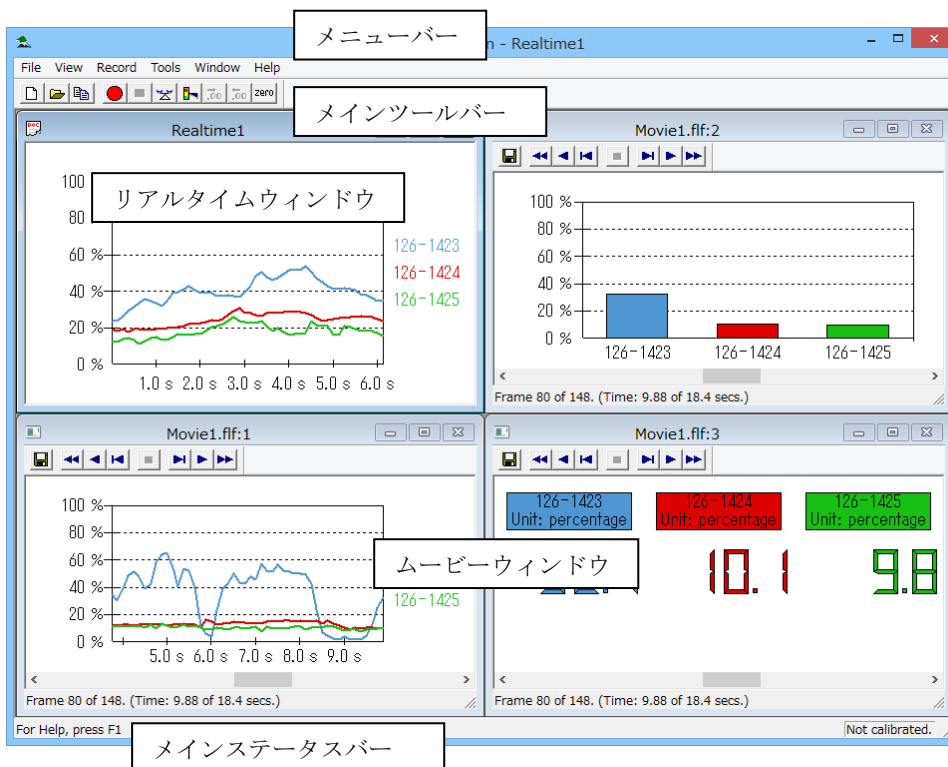 メニューバー
n - Realtime1
File View Record Tools Window Help
zero
メインツールバー
Realtime1
リアルタイムウィンドウ
100
80
60 %
40 %
20 %
0 %
126-1423
126-1424
126-1425
1.0 s 2.0 s 3.0 s 4.0 s 5.0 s 6.0 s
Movie1.flf:2
100 %
80 %
60 %
40 %
20 %
0 %
126-1423 126-1424 126-1425
Frame 80 of 148. (Time: 9.88 of 18.4 secs.)
Movie1.flf:1
100 %
80 %
60 %
40 %
20 %
0 %
126-1425
5.0 s 6.0 s 7.0 s 8.0 s 9.0 s
ムービーウィンドウ
Frame 80 of 148. (Time: 9.88 of 18.4 secs.)
Movie1.flf:3
126-1423
Unit: percentage
126-1424
Unit: percentage
126-1425
Unit: percentage
10.1
9.8
Frame 80 of 148. (Time: 9.88 of 18.4 secs.)
For Help, press F1
Not calibrated.
メインステータスバー